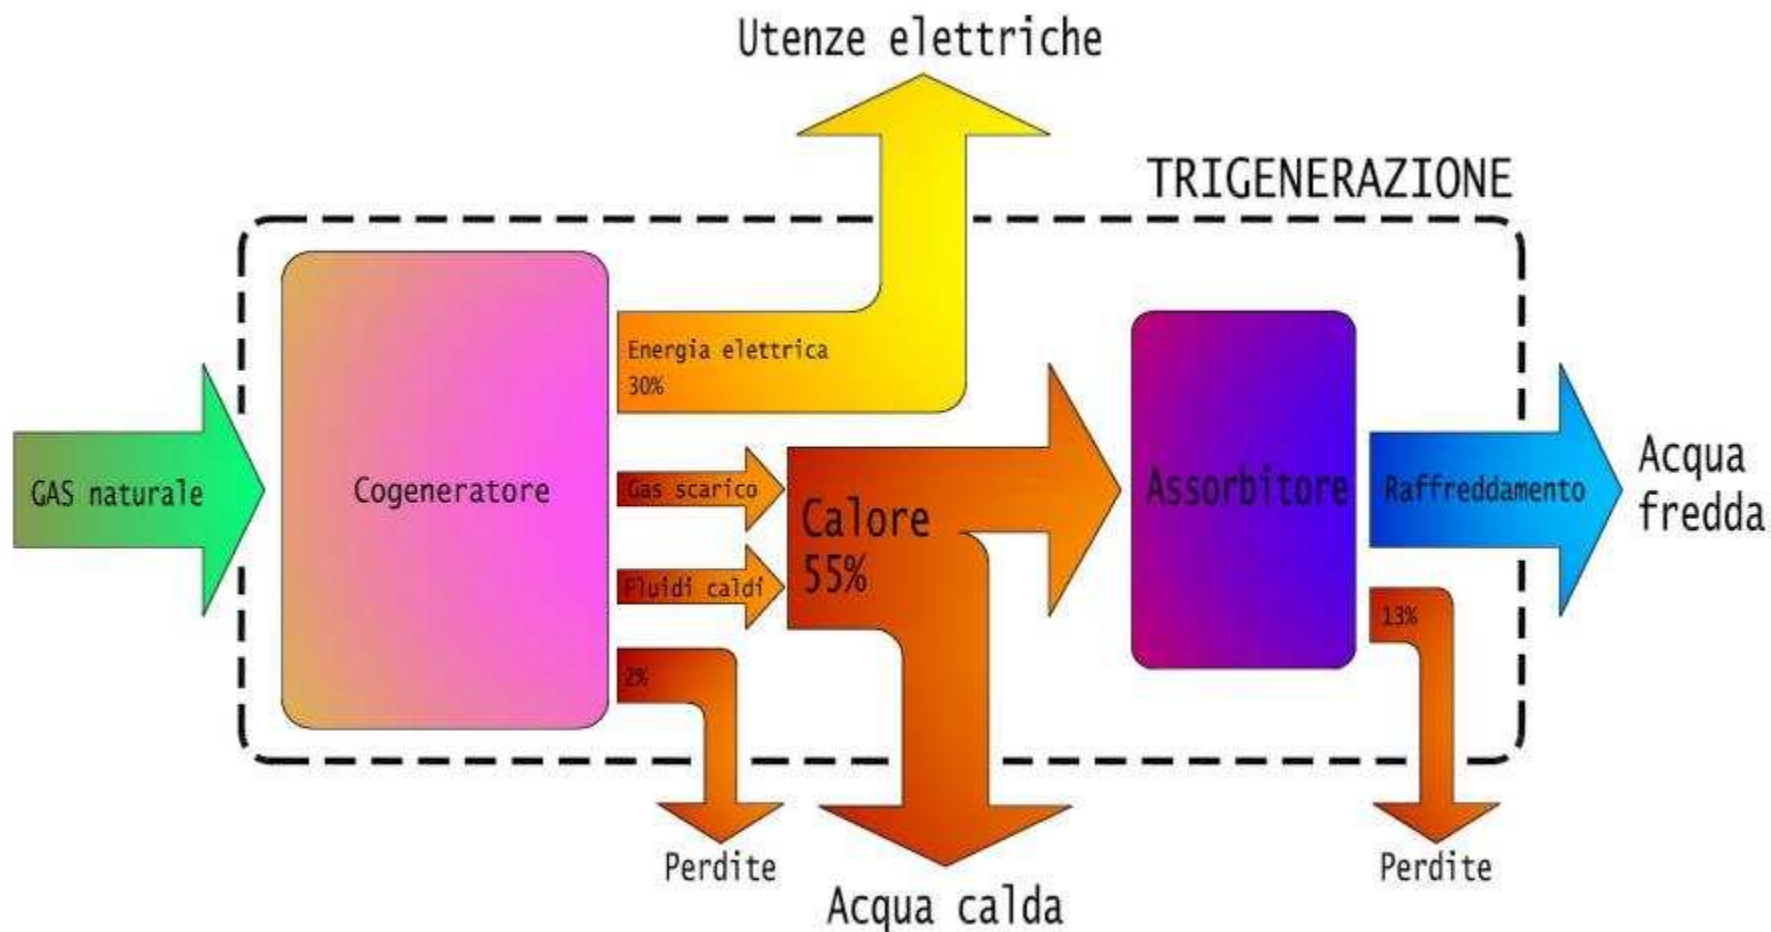 Utenze elettriche
TRIGENERAZIONE
Energia elettrica
30%
GAS naturale
Cogeneratore
Gas scarico
Calore
55%
Fluidi caldi
2%
Assorbitore
Raffreddamento
Acqua
fredda
13%
Perdite
Acqua calda
Perdite